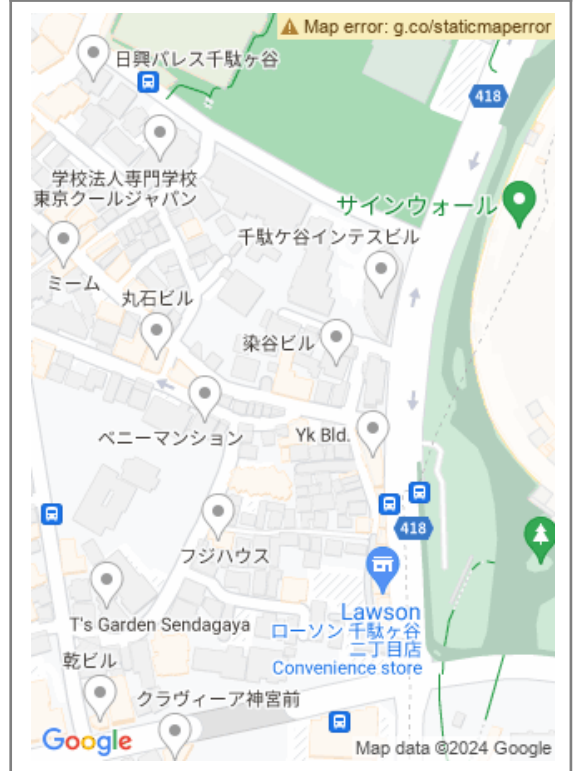 Map error: g.co/staticmaperror
日興パレス千駄ヶ谷
418
学校法人専門学校
東京クールジャパン
サインウォール
千駄ケ谷インテスビル
ミーム
丸石ビル
染谷ビル
ペニーマンション
Yk Bld.
418
フジハウス
Lawson
ローソン 千駄ヶ谷
二丁目店
Convenience store
T's Garden Sendagaya
乾ビル
クラヴィーア神宮前
Google
Map data ©2024 Google